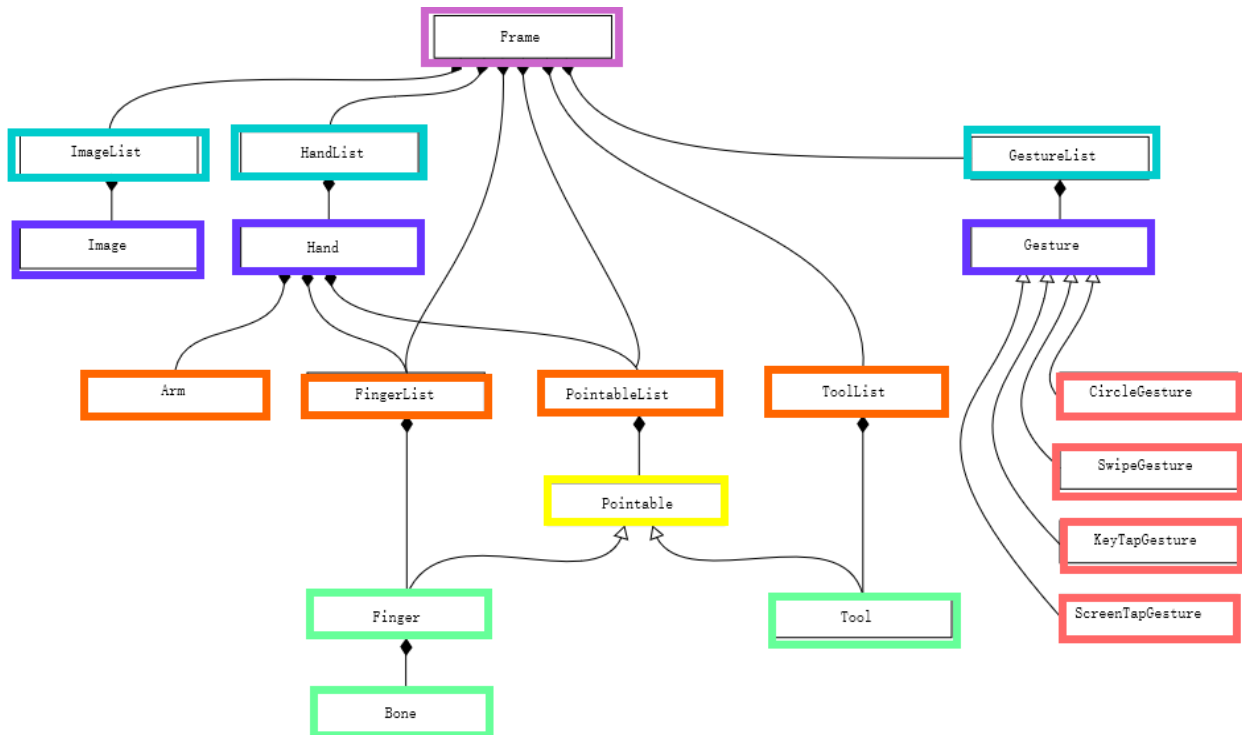 Frame
ImageList
HandList
GestureList
Image
Hand
Gesture
Arm
FingerList
PointableList
ToolList
CircleGesture
SwipeGesture
Pointable
KeyTapGesture
Finger
Tool
ScreenTapGesture
Bone